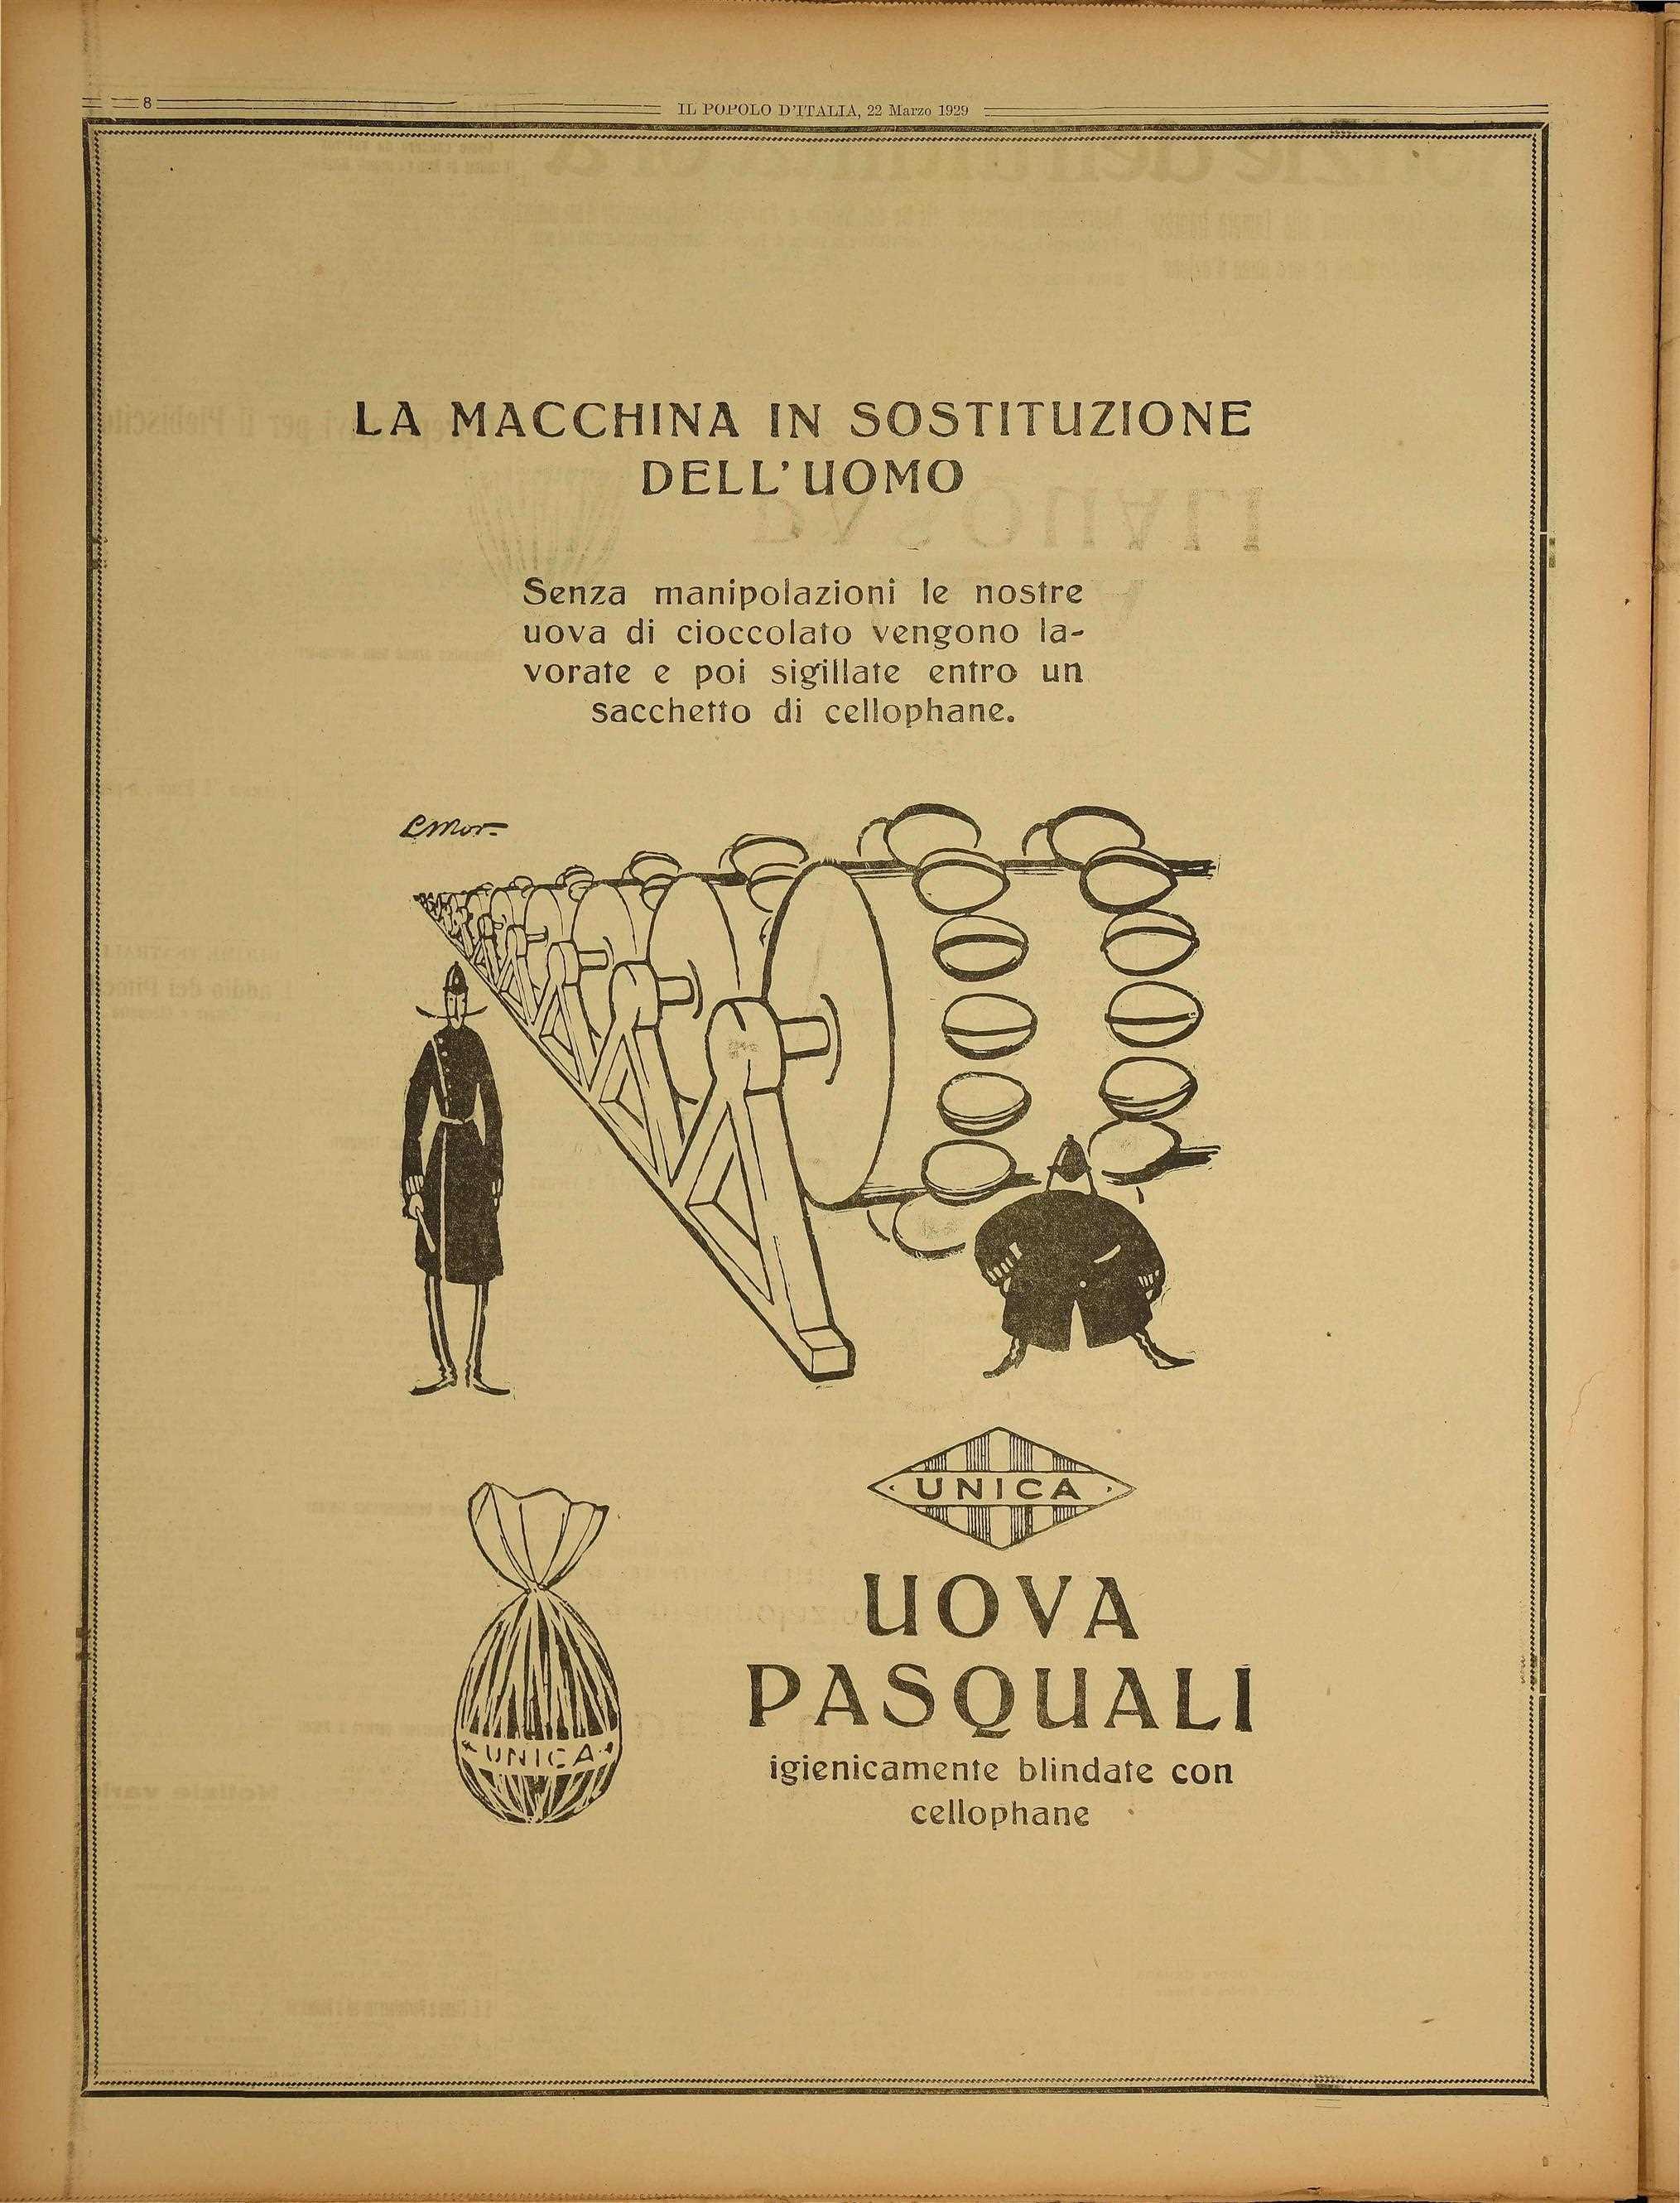 8
IL POPOLO D'ITALIA, 22 Marzo 1929
LA MACCHINA IN SOSTITUZIONE
DELL'UOMO
Senza manipolazioni le nostre
uova di cioccolato vengono la-
vorate e poi sigillate entro un
sacchetto di cellophane.
UNICA
UOVA
PASQUALI
igienicamente blindate con
cellophane
UNICA